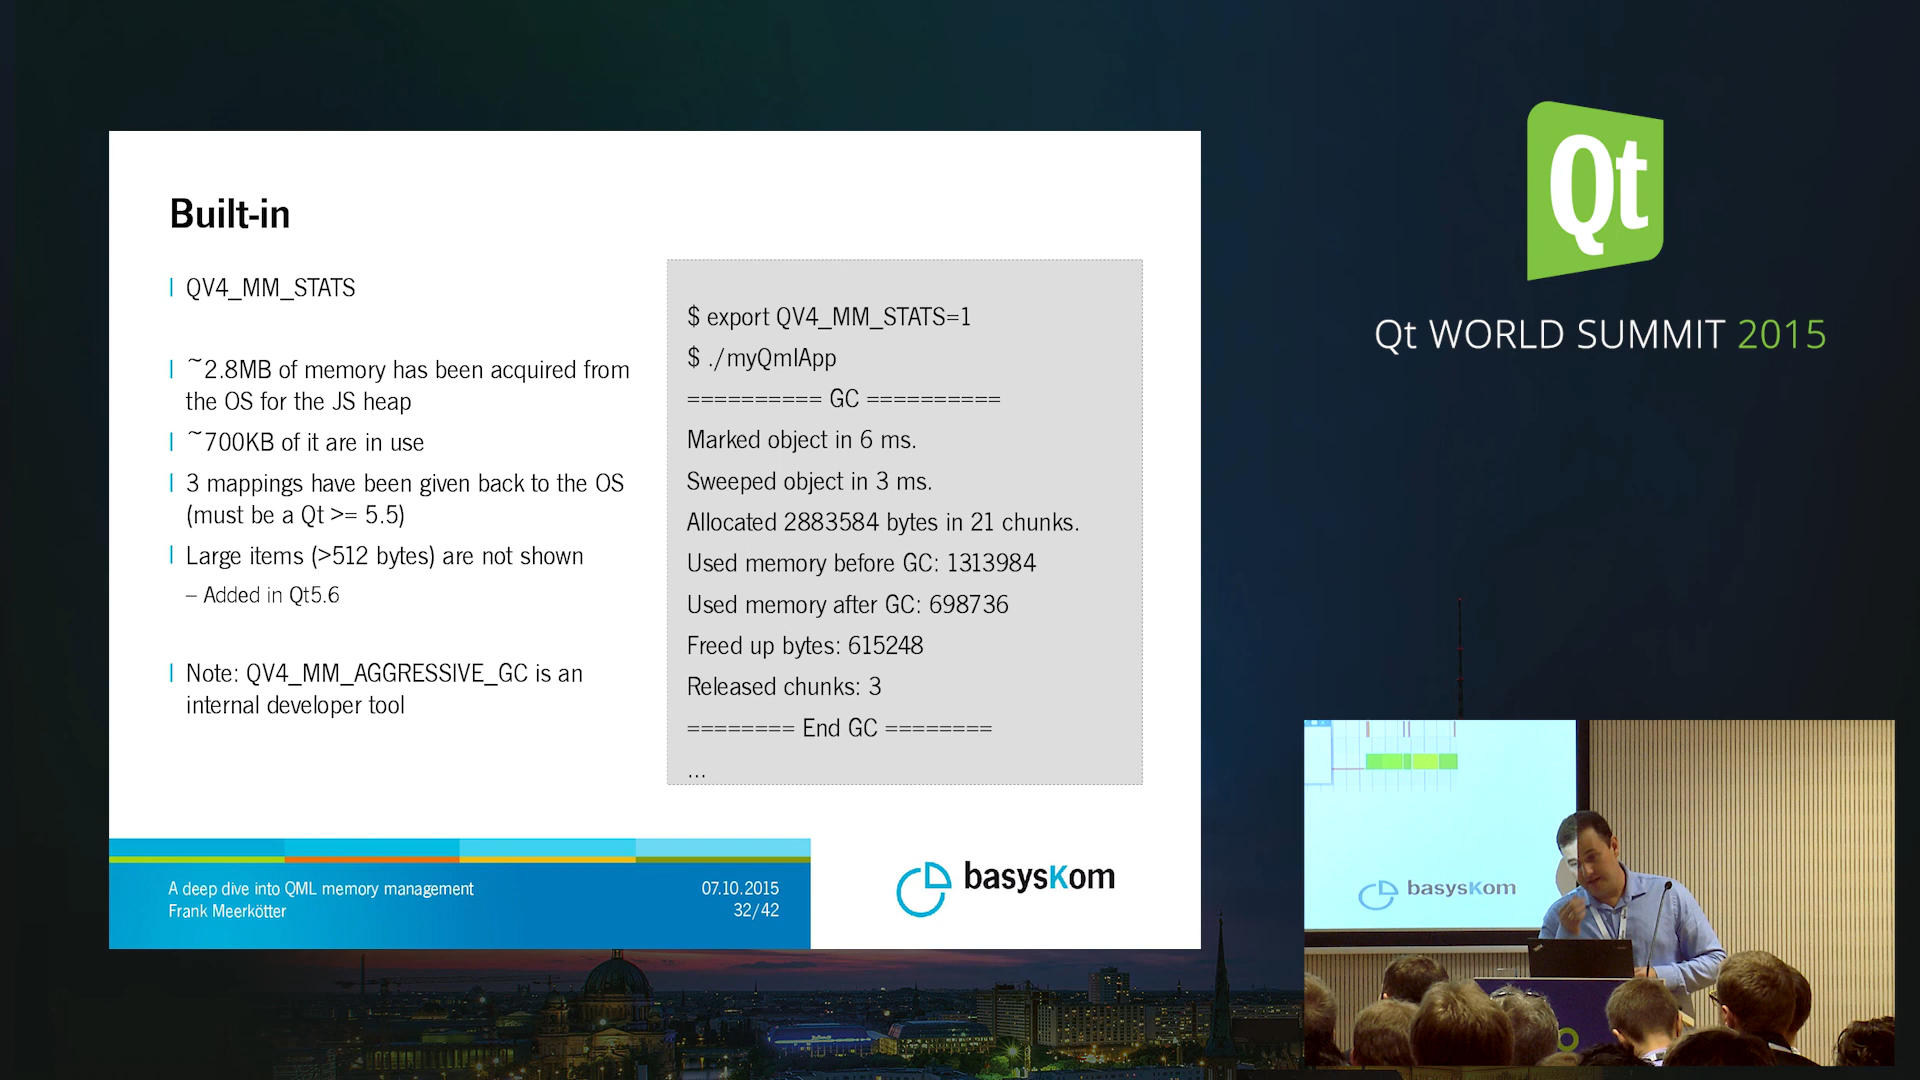 Built-in
QV4_MM_STATS
~2.8MB of memory has been acquired from
the OS for the JS heap
~700KB of it are in use
3 mappings have been given back to the OS
(must be a Qt >= 5.5)
Large items (>512 bytes) are not shown
– Added in Qt5.6
Note: QV4_MM_AGGRESSIVE_GC is an
internal developer tool
$ export QV4_MM_STATS=1
$ ./myQmlApp
========== GC ==========
Marked object in 6 ms.
Sweeped object in 3 ms.
Allocated 2883584 bytes in 21 chunks.
Used memory before GC: 1313984
Used memory after GC: 698736
Freed up bytes: 615248
Released chunks: 3
======== End GC ========
...
A deep dive into QML memory management
Frank Meerkötter
07.10.2015
32/42
basysKom
Qt
Qt WORLD SUMMIT 2015
basysKom